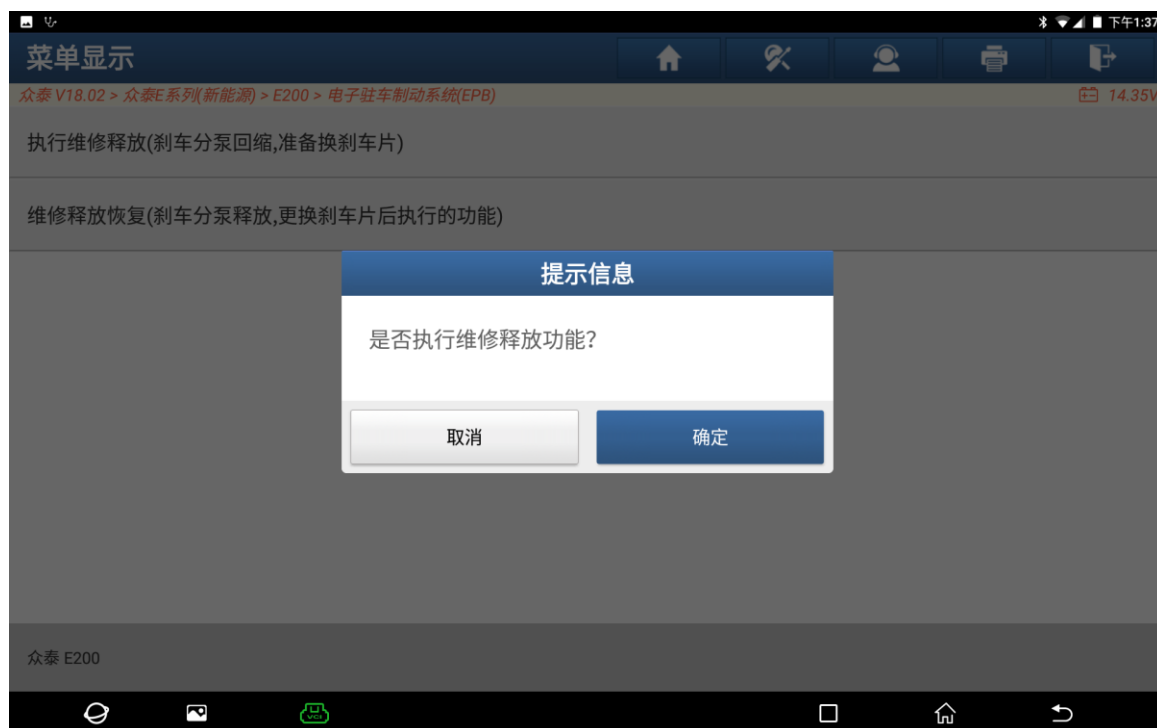 下午1:37
菜单显示
众泰 V18.02 > 众泰E系列(新能源) > E200 > 电子驻车制动系统(EPB)
14.35V
执行维修释放(刹车分泵回缩,准备换刹车片)
维修释放恢复(刹车分泵释放,更换刹车片后执行的功能)
提示信息
是否执行维修释放功能?
取消
确定
众泰 E200
VCI